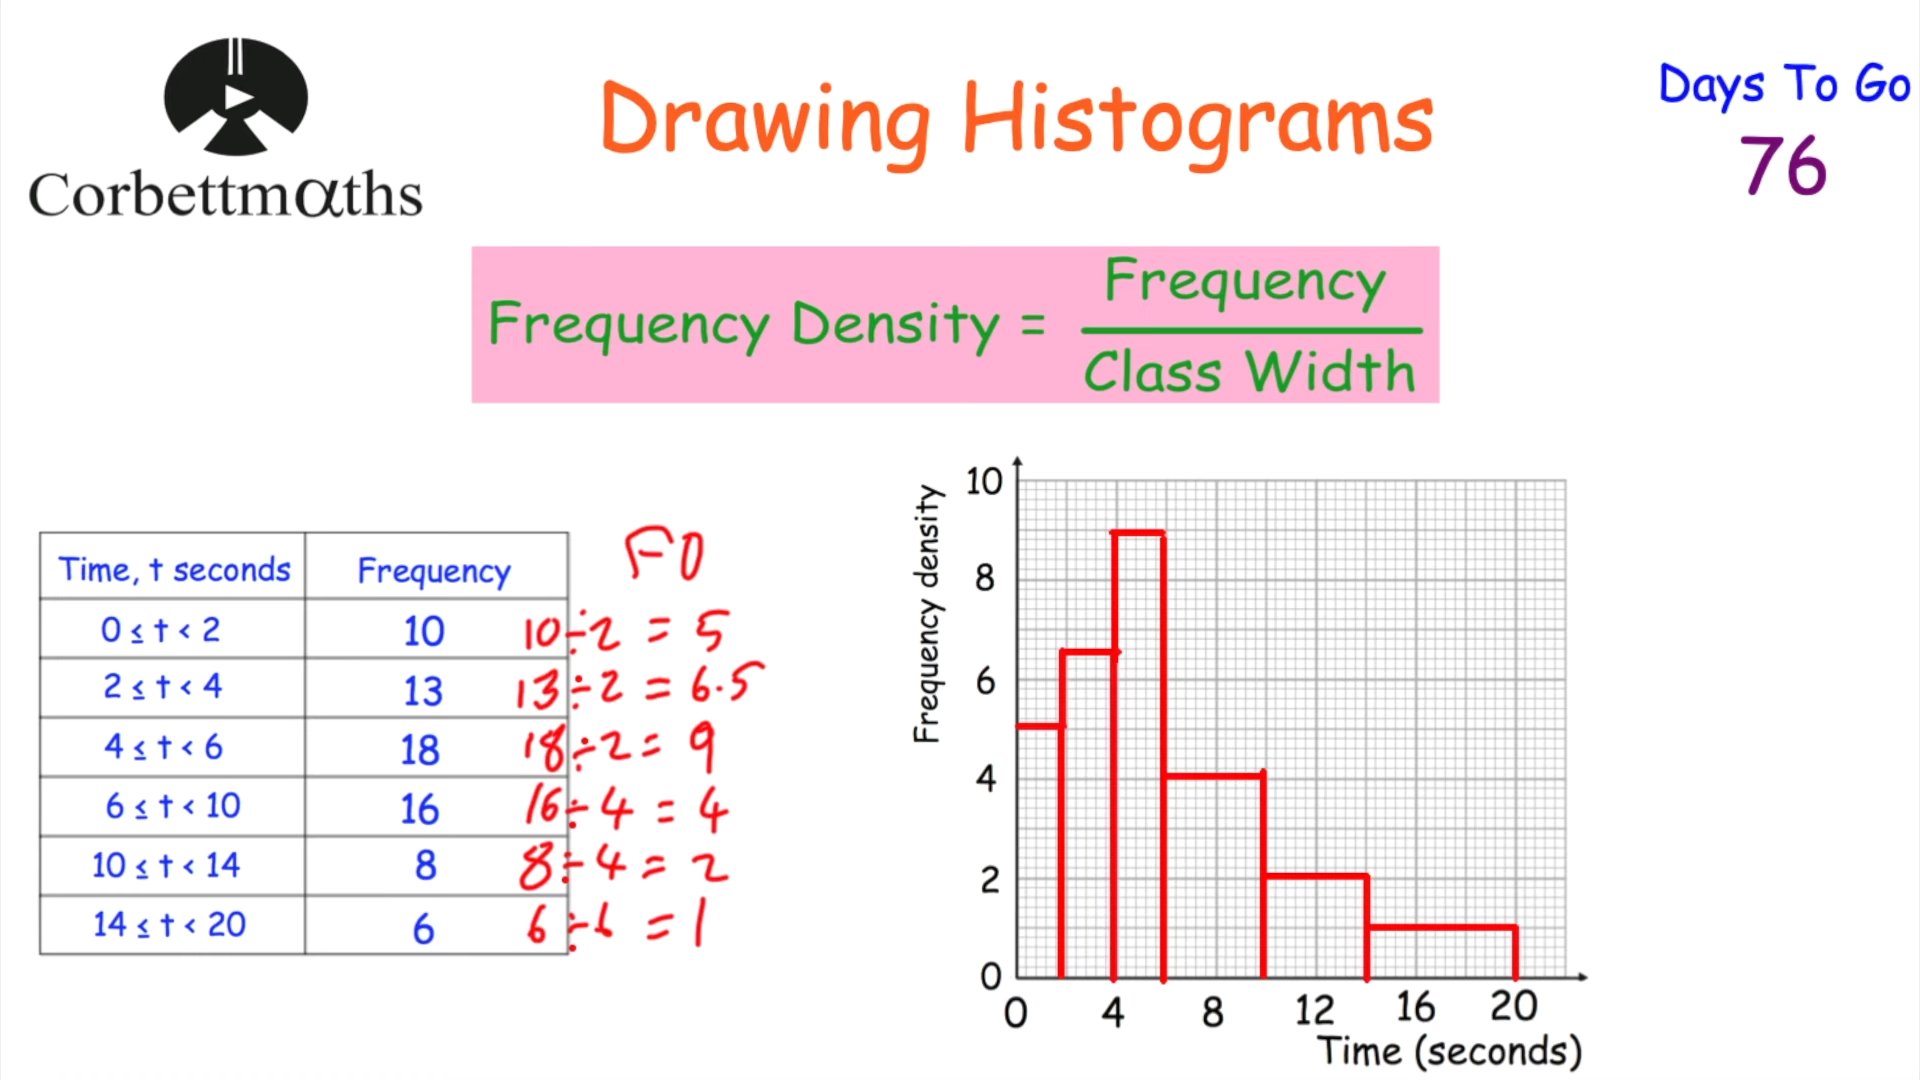 Corbettmαths
Drawing Histograms
Days To Go
76
Frequency Density = Frequency
Class Width
Time, t seconds Frequency FD
0 ≤ t < 2 10 10÷2 = 5
2 ≤ t < 4 13 13÷2 = 6.5
4 ≤ t < 6 18 18÷2 = 9
6 ≤ t < 10 16 16÷4 = 4
10 ≤ t < 14 8 8÷4 = 2
14 ≤ t < 20 6 6÷6 = 1
Frequency density
10
8
6
4
2
0
0 4 8 12 16 20
Time (seconds)